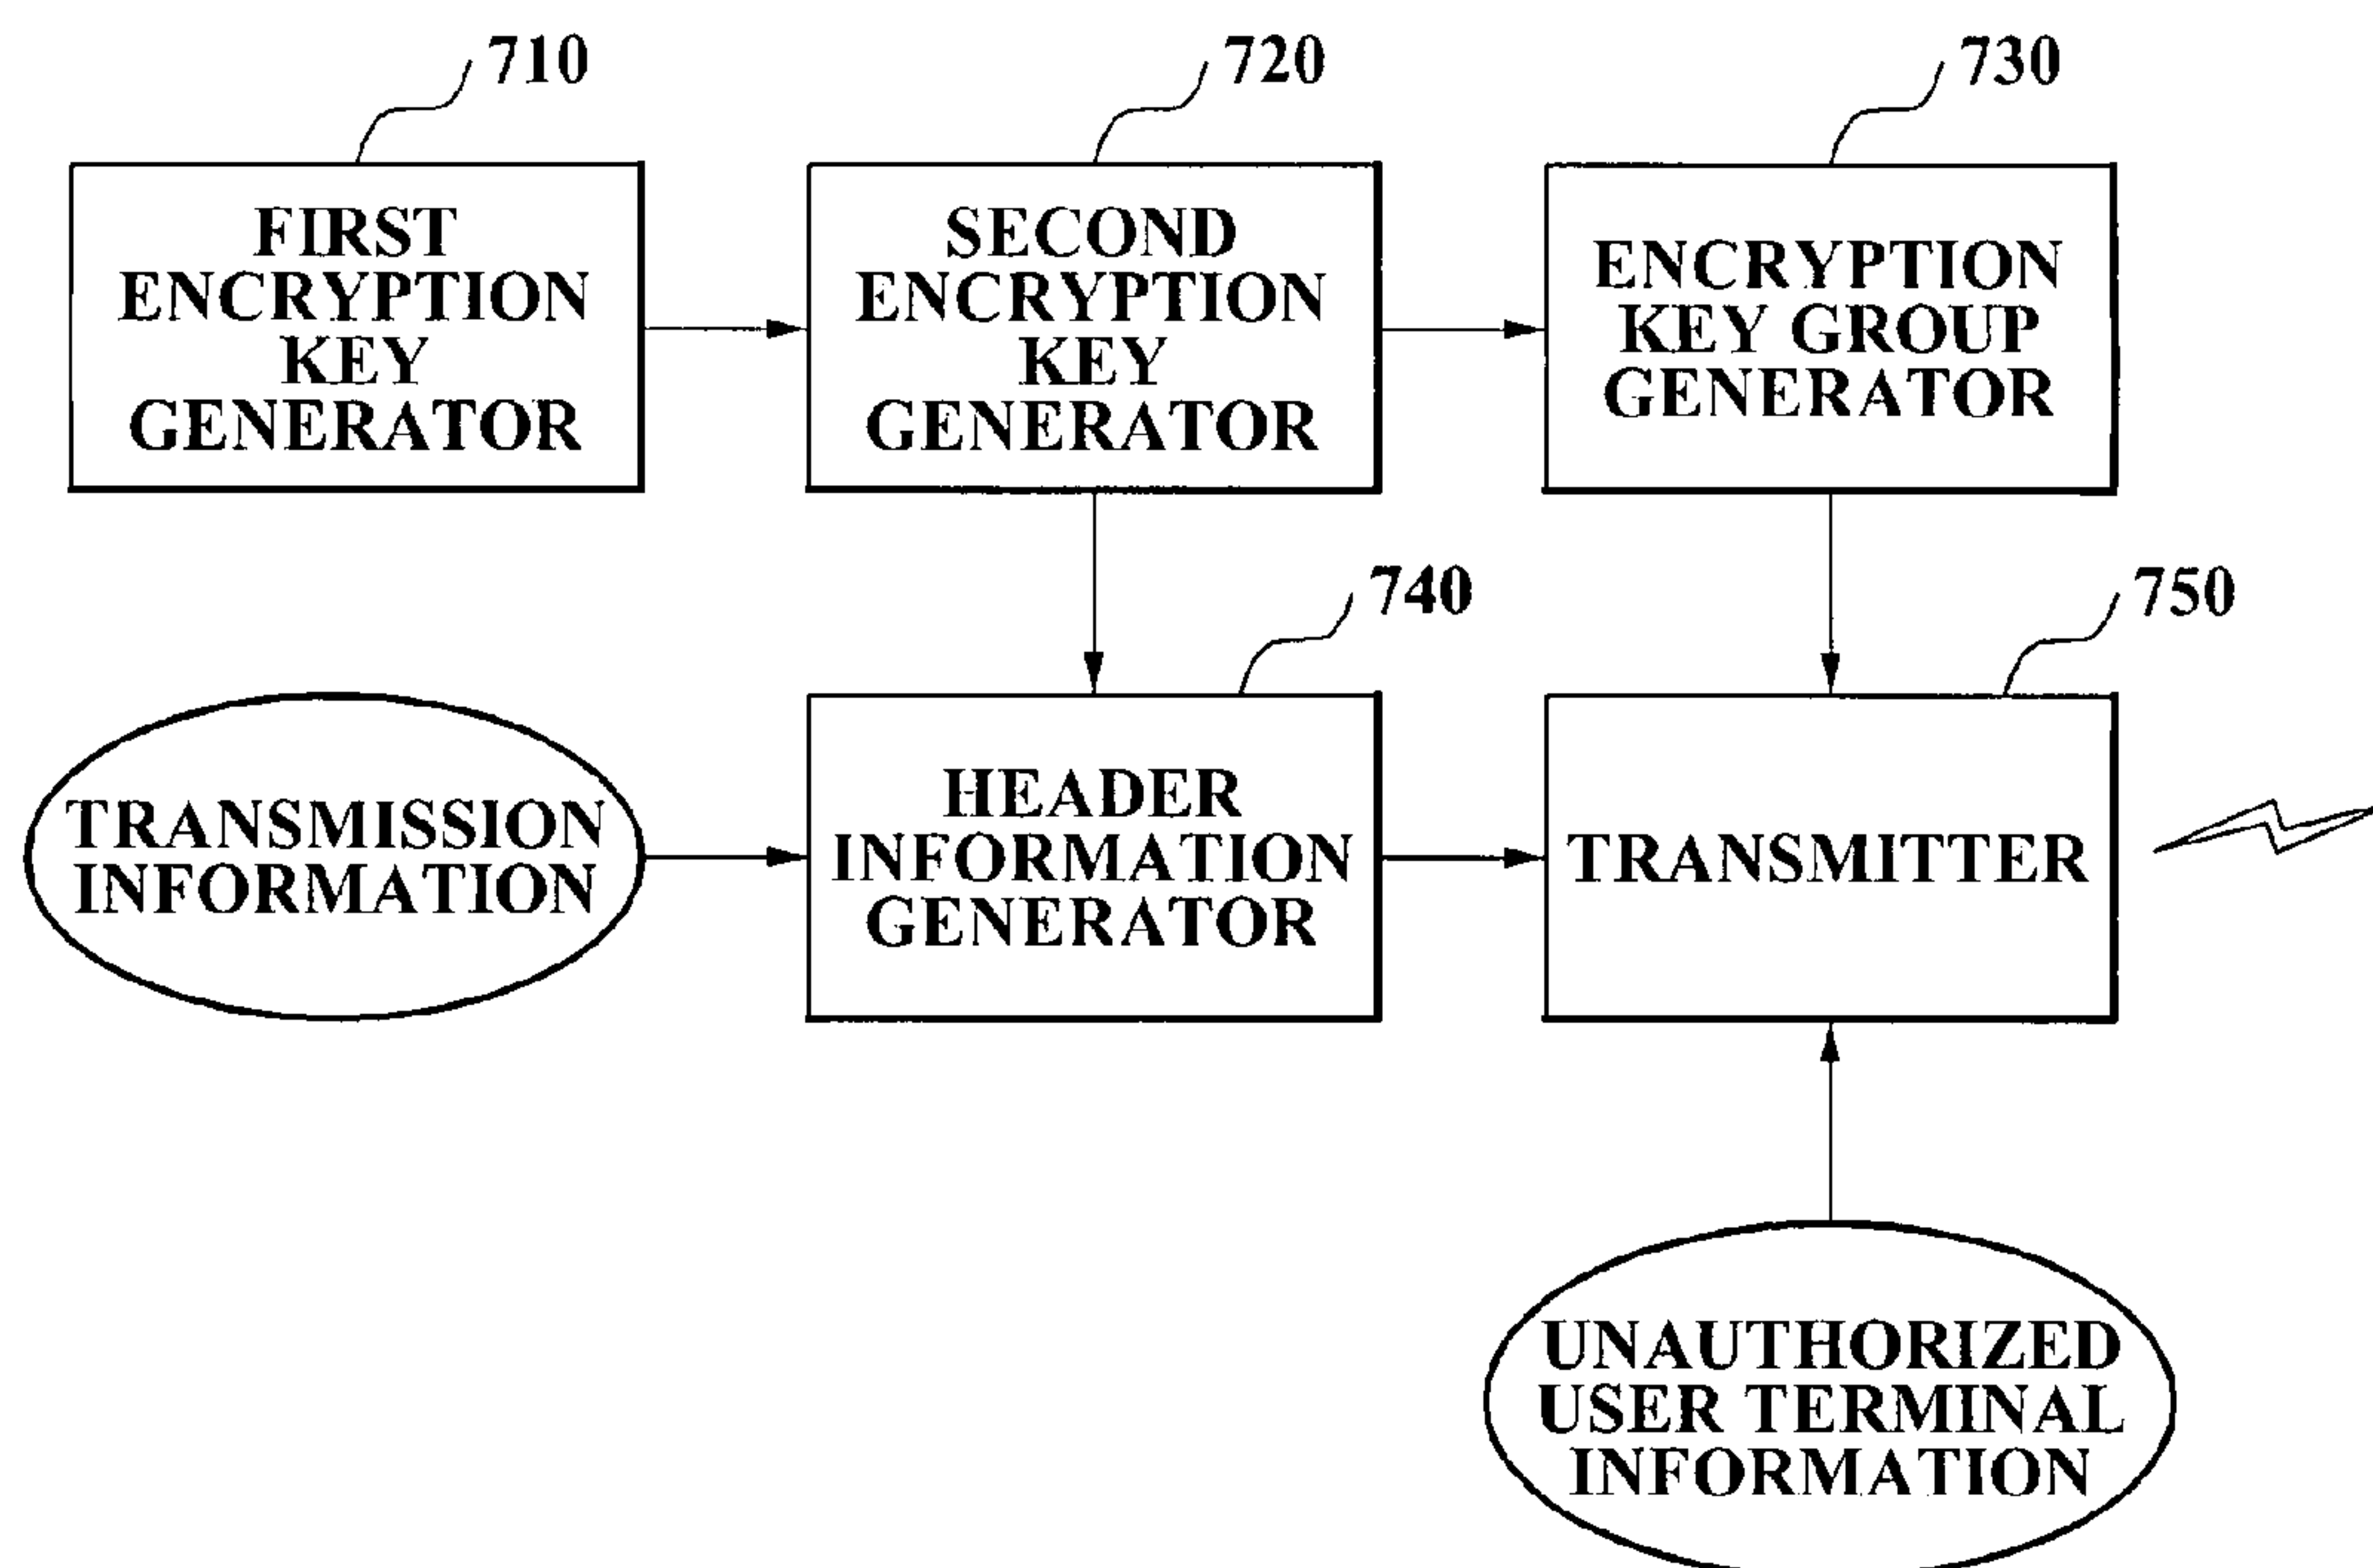 710
720
730
FIRST
ENCRYPTION
KEY
GENERATOR
SECOND
ENCRYPTION
KEY
GENERATOR
ENCRYPTION
KEY GROUP
GENERATOR
740
750
TRANSMISSION
INFORMATION
HEADER
INFORMATION
GENERATOR
TRANSMITTER
UNAUTHORIZED
USER TERMINAL
INFORMATION